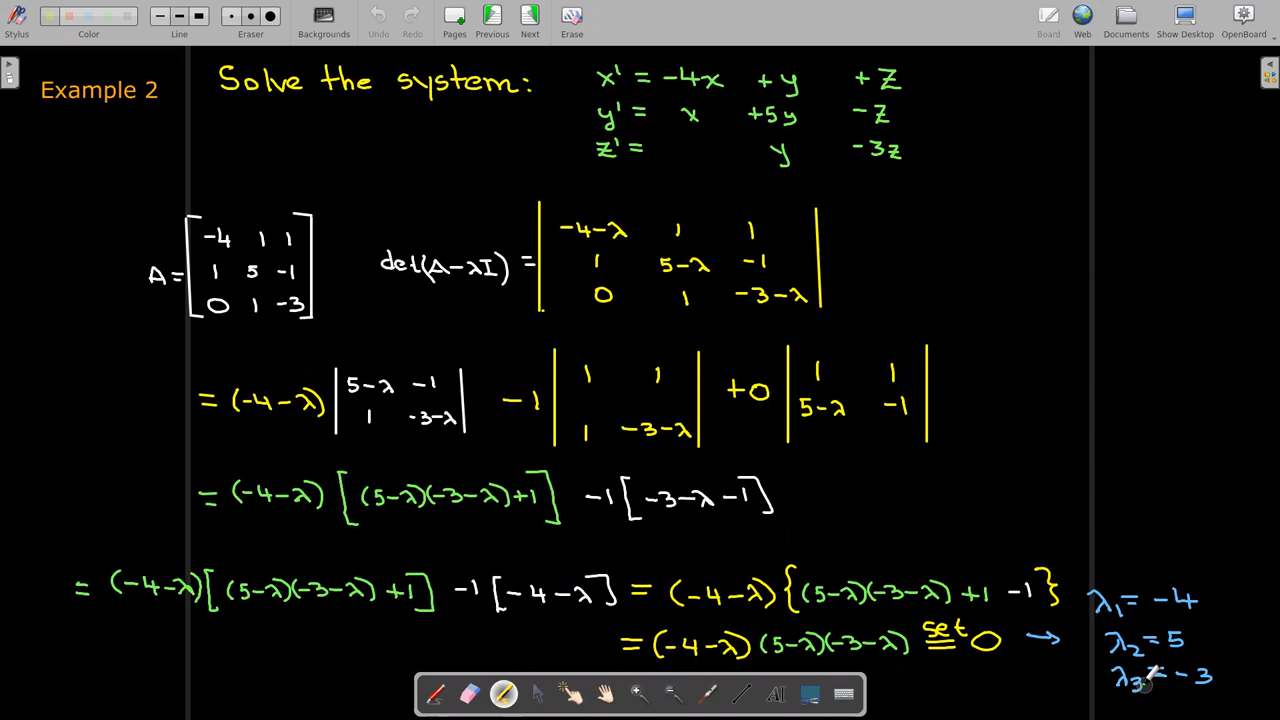 Stylus Color Line Eraser Backgrounds Undo Redo Pages Previous Next Erase Board Web Documents Show Desktop OpenBoard
Example 2
Solve the system:
x' = -4x +y +z
y' = x +5y -z
z' = y -3z
A = [-4 1 1
1 5 -1
0 1 -3]
det(A-λI) = | -4-λ 1 1
1 5-λ -1
0 1 -3-λ |
= (-4-λ) | 5-λ -1
1 -3-λ | -1 | 1 1
1 -3-λ | +0 | 1 1
5-λ -1 |
= (-4-λ) [(5-λ)(-3-λ)+1] -1[-3-λ-1]
= (-4-λ)[(5-λ)(-3-λ)+1] -1[-4-λ] = (-4-λ){(5-λ)(-3-λ)+1 -1}
= (-4-λ)(5-λ)(-3-λ) set = 0 →
λ₁ = -4
λ₂ = 5
λ₃ = -3
AI